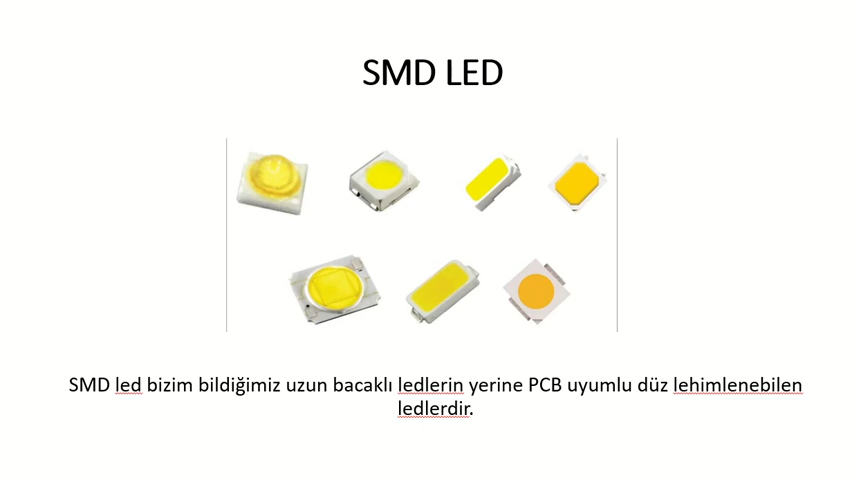 SMD LED
SMD led bizim bildiğimiz uzun bacaklı ledlerin yerine PCB uyumlu düz lehimlenebilen
ledlerdir.